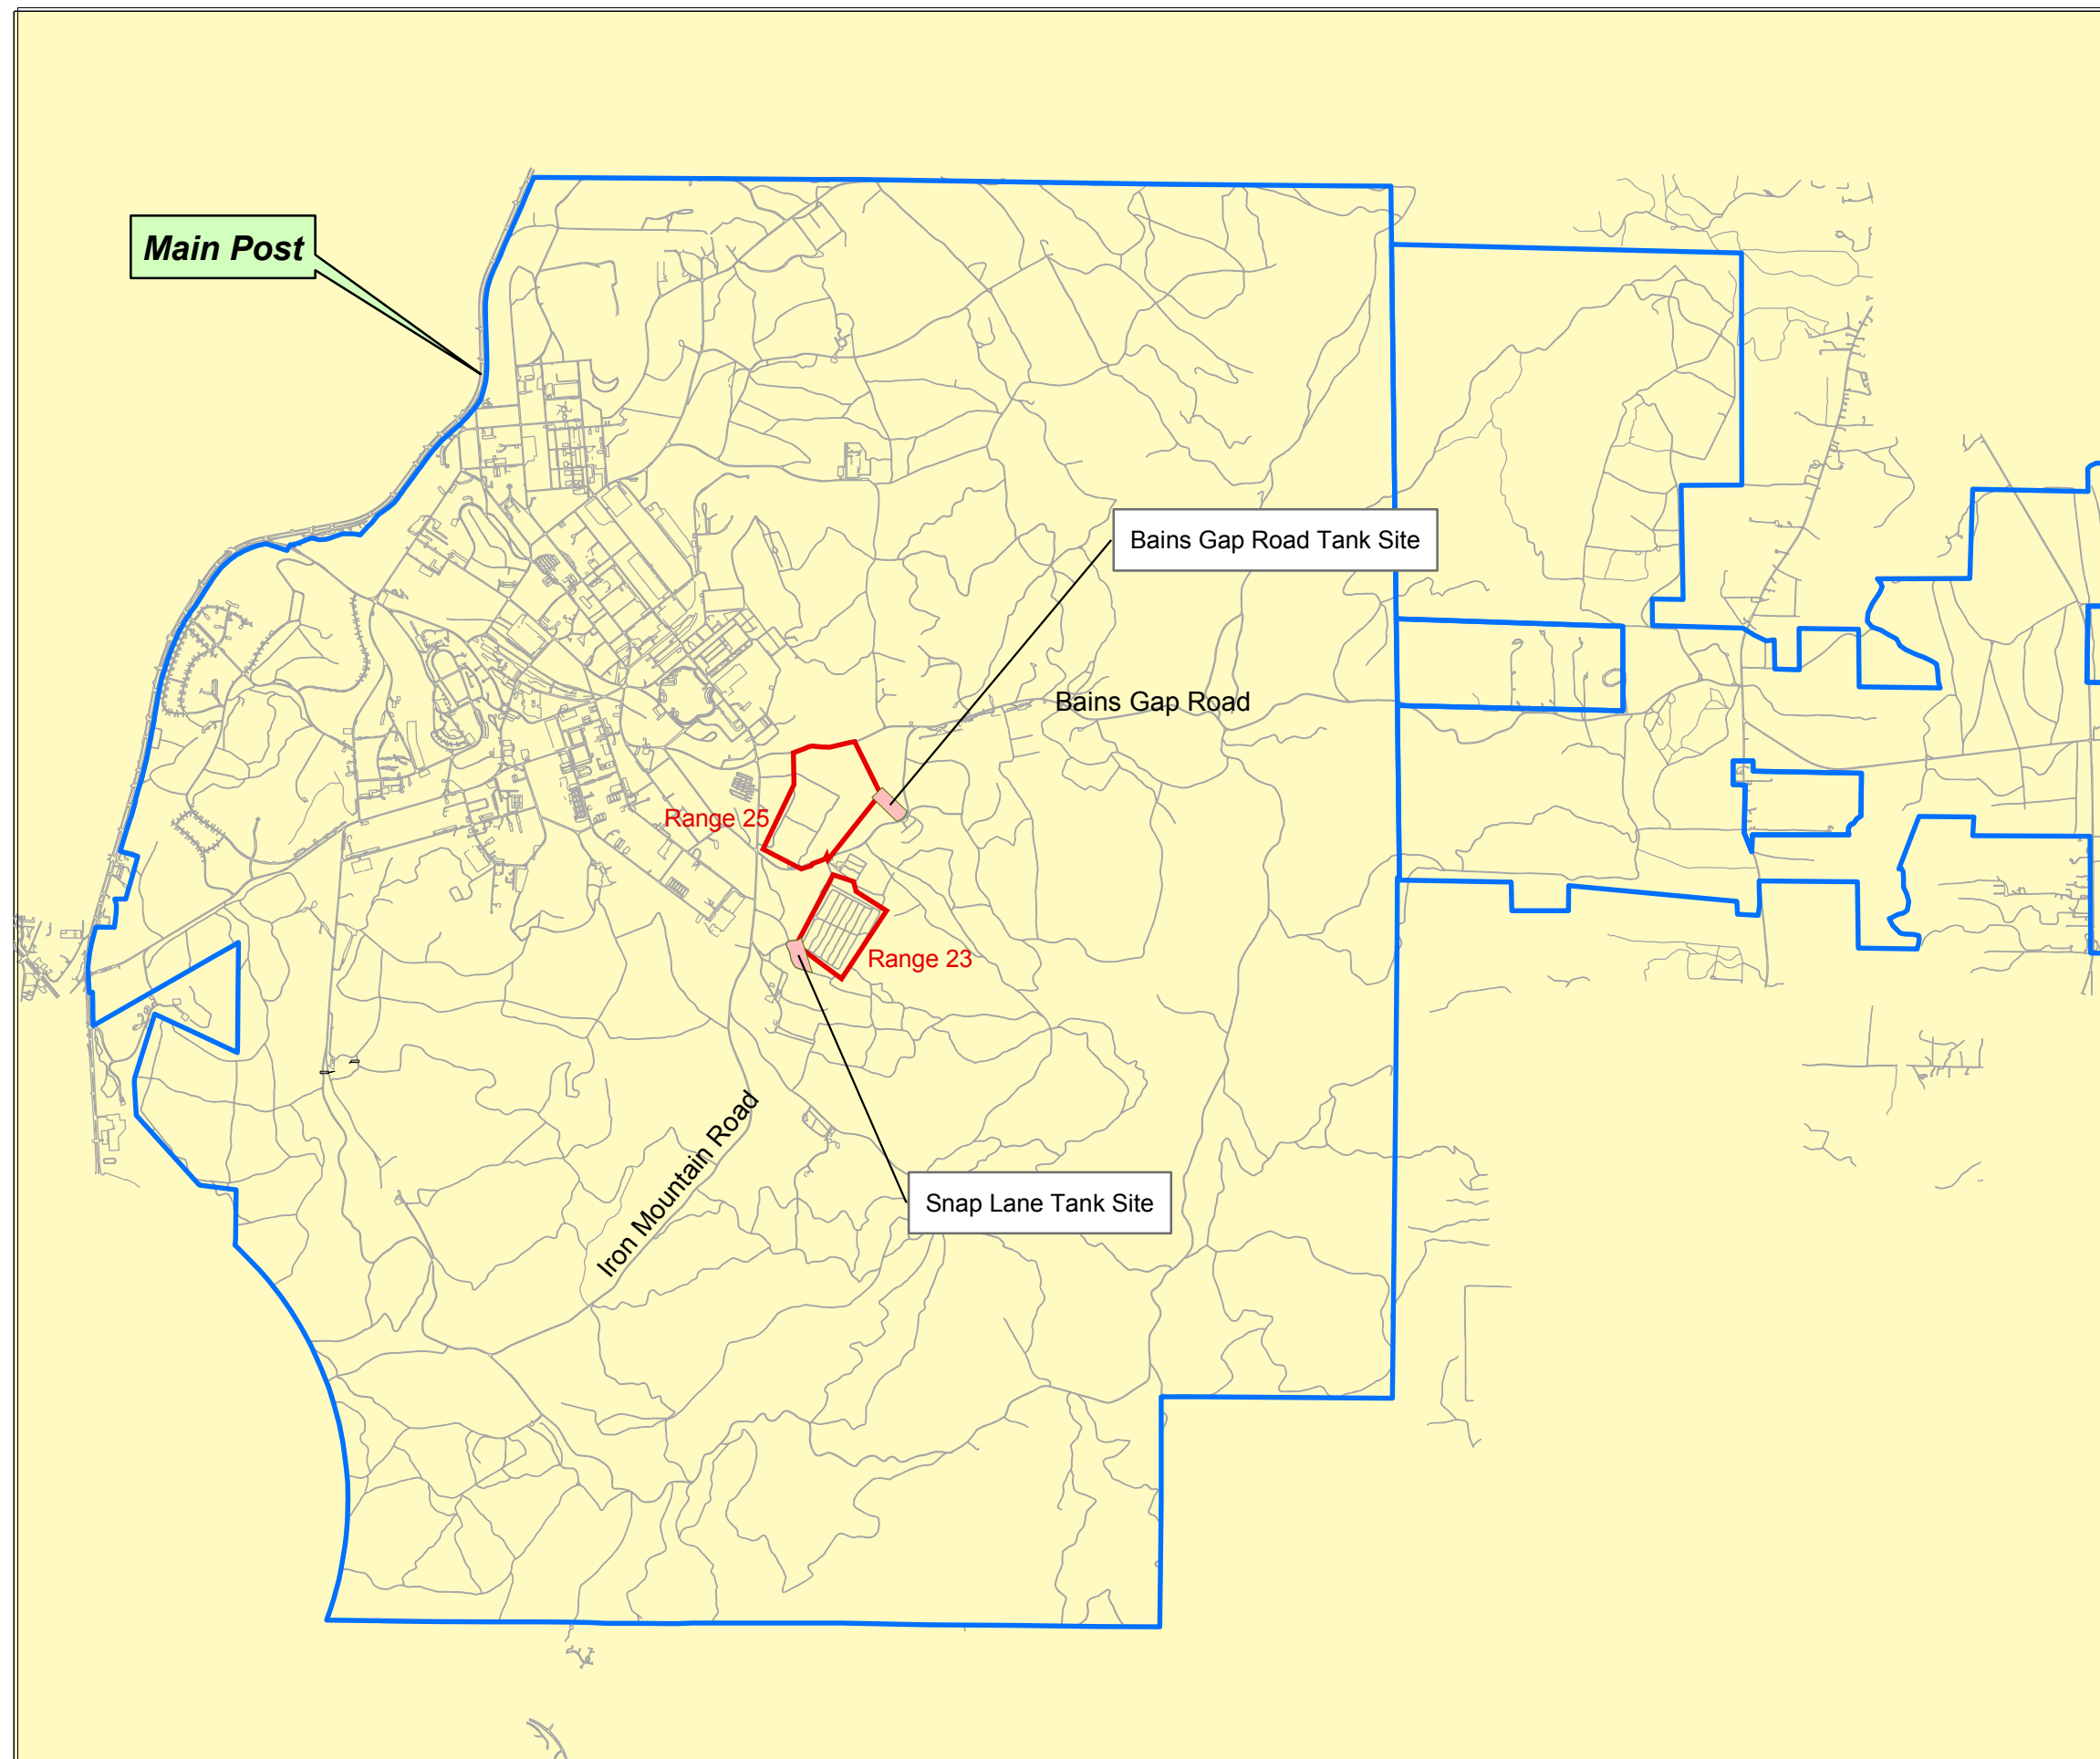 Main Post
Bains Gap Road Tank Site
Bains Gap Road
Range 25
Range 23
Iron Mountain Road
Snap Lane Tank Site